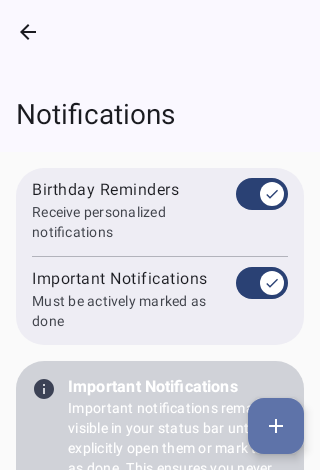 Notifications
Birthday Reminders
Receive personalized
notifications
Important Notifications
Must be actively marked as
done
Important Notifications
Important notifications rema
visible in your status bar unt
explicitly open them or mark
as done. This ensures you never